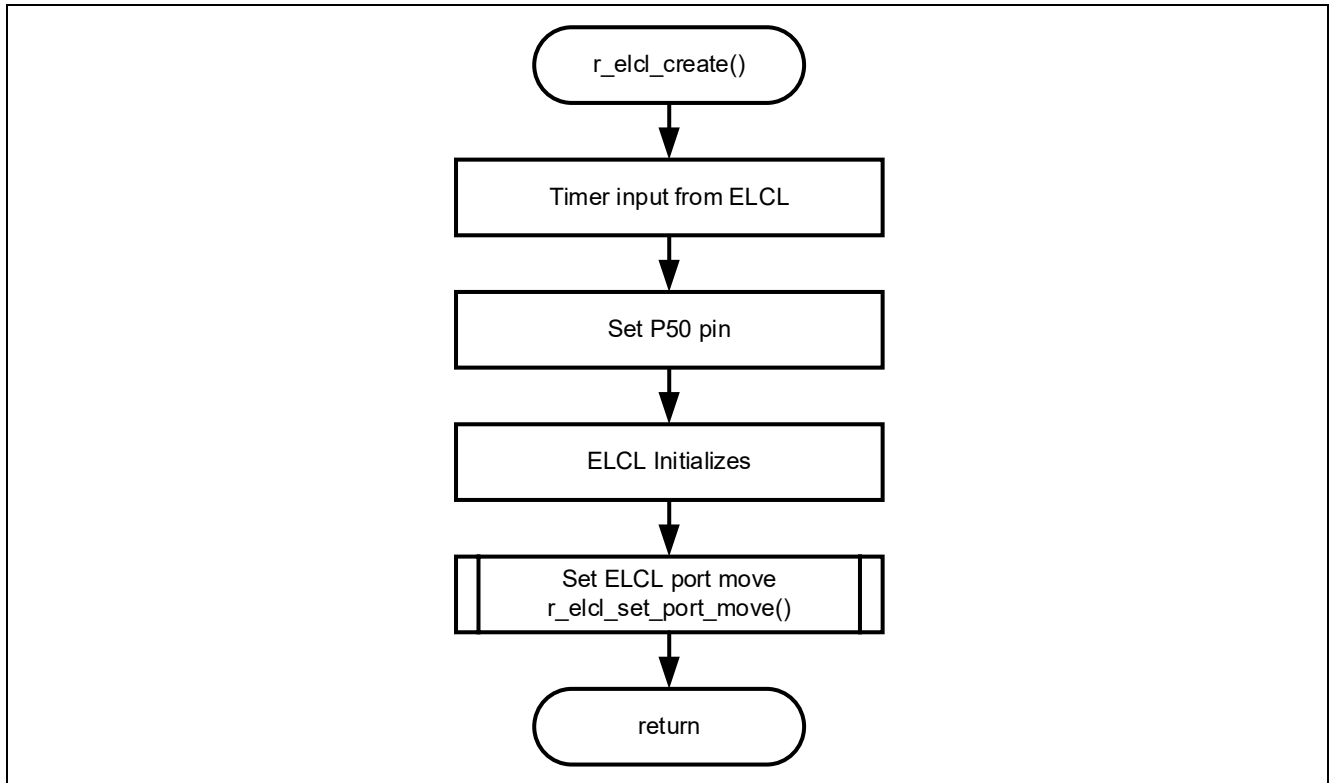 r_elcl_create()
Timer input from ELCL
Set P50 pin
ELCL Initializes
Set ELCL port move
r_elcl_set_port_move()
return